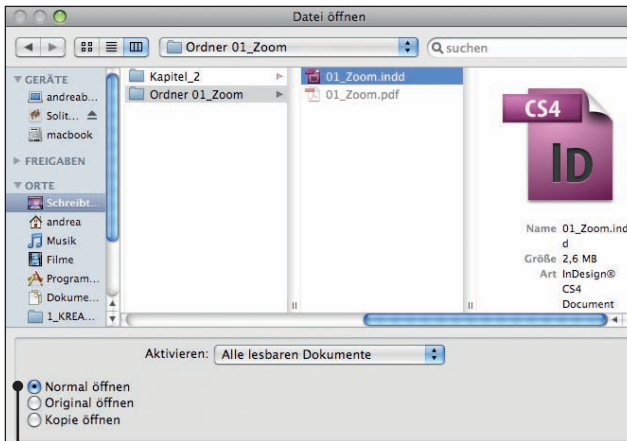 Datei öffnen
Ordner 01_Zoom
suchen
GERÄTE
andreab...
Solit...
macbook
FREIGABEN
ORTE
Schreibt...
andrea
Musik
Filme
Program...
Dokume...
1_KREA...
Kapitel_2
Ordner 01_Zoom
01_Zoom.indd
01_Zoom.pdf
CS4
ID
Name 01_Zoom.ind
d
Größe 2,6 MB
Art InDesign®
CS4
Document
Aktivieren: Alle lesbaren Dokumente
Normal öffnen
Original öffnen
Kopie öffnen